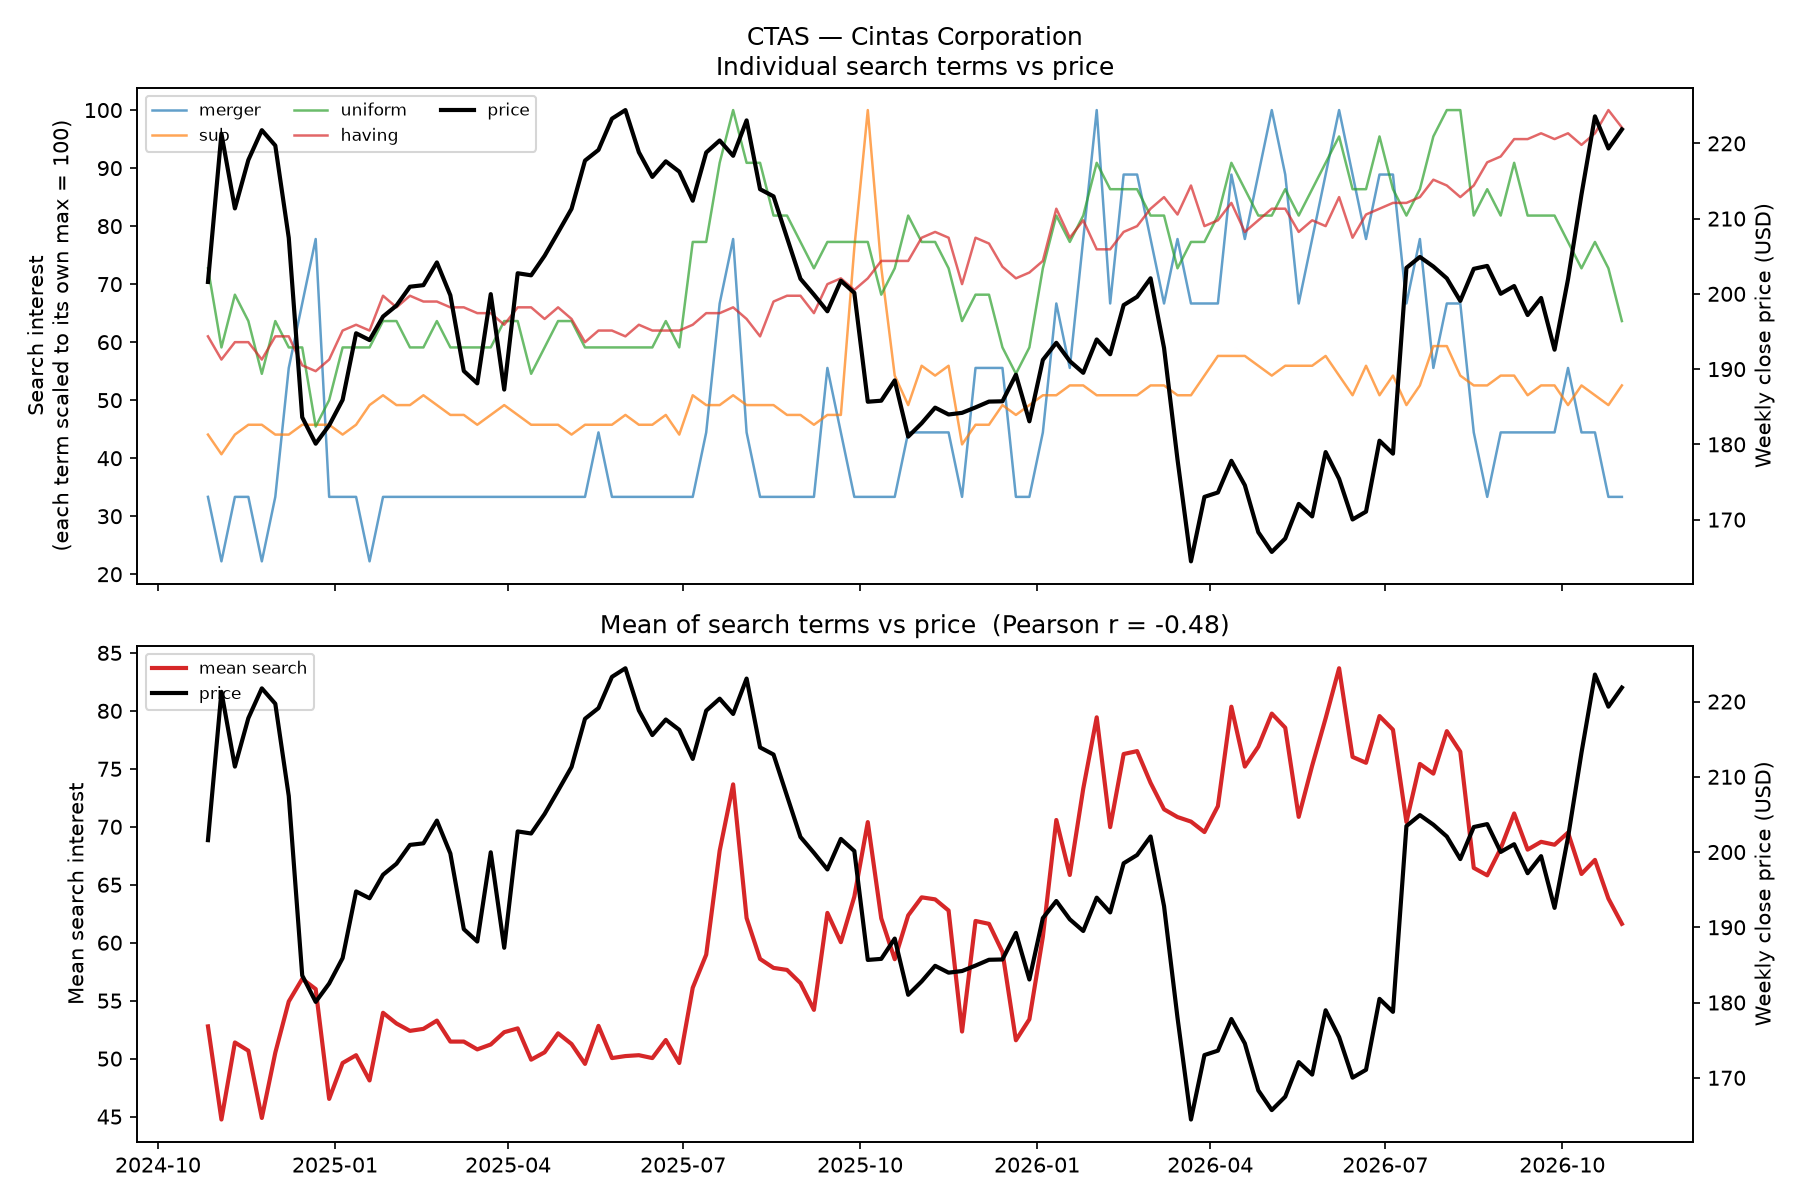 CTAS — Cintas Corporation
Individual search terms vs price
merger
sup
uniform
having
price
100
90
80
70
60
50
40
30
20
Search interest
(each term scaled to its own max = 100)
220
210
200
190
180
170
Weekly close price (USD)
Mean of search terms vs price (Pearson r = -0.48)
mean search
price
85
80
75
70
65
60
55
50
45
Mean search interest
220
210
200
190
180
170
Weekly close price (USD)
2024-10
2025-01
2025-04
2025-07
2025-10
2026-01
2026-04
2026-07
2026-10